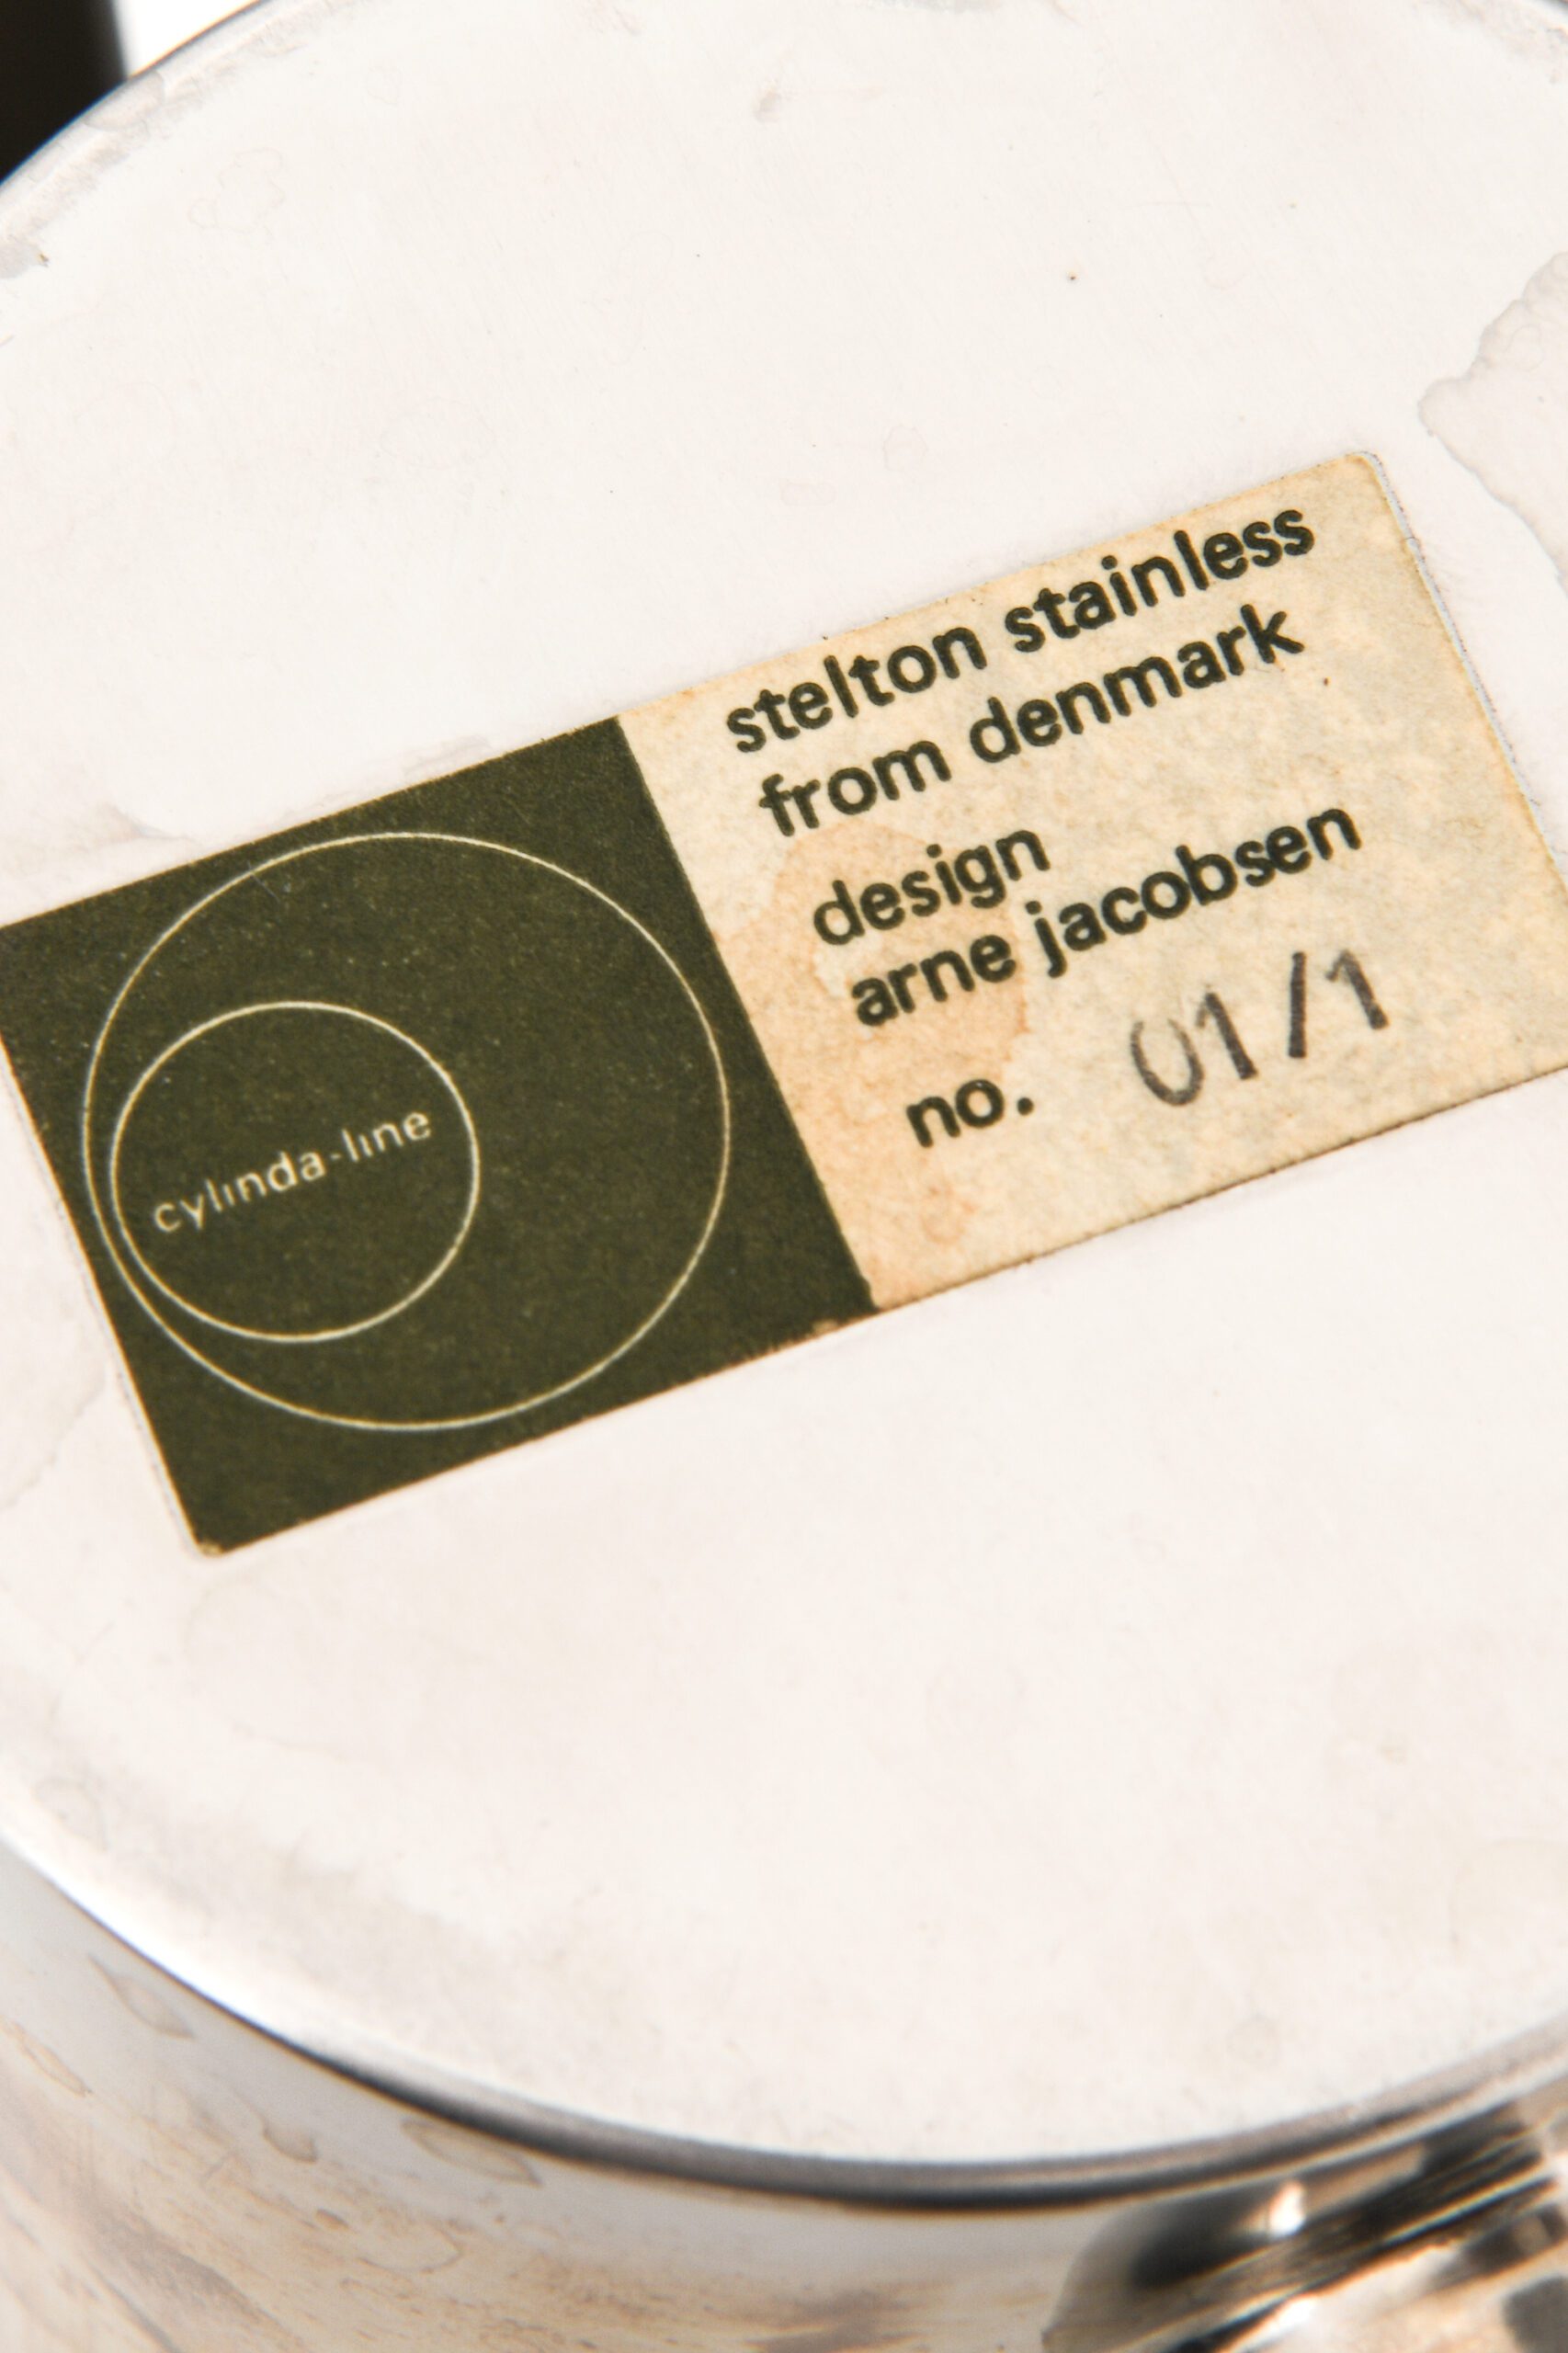 cylinda-line
stelton stainless
from denmark
design
arne jacobsen
no. 01/1